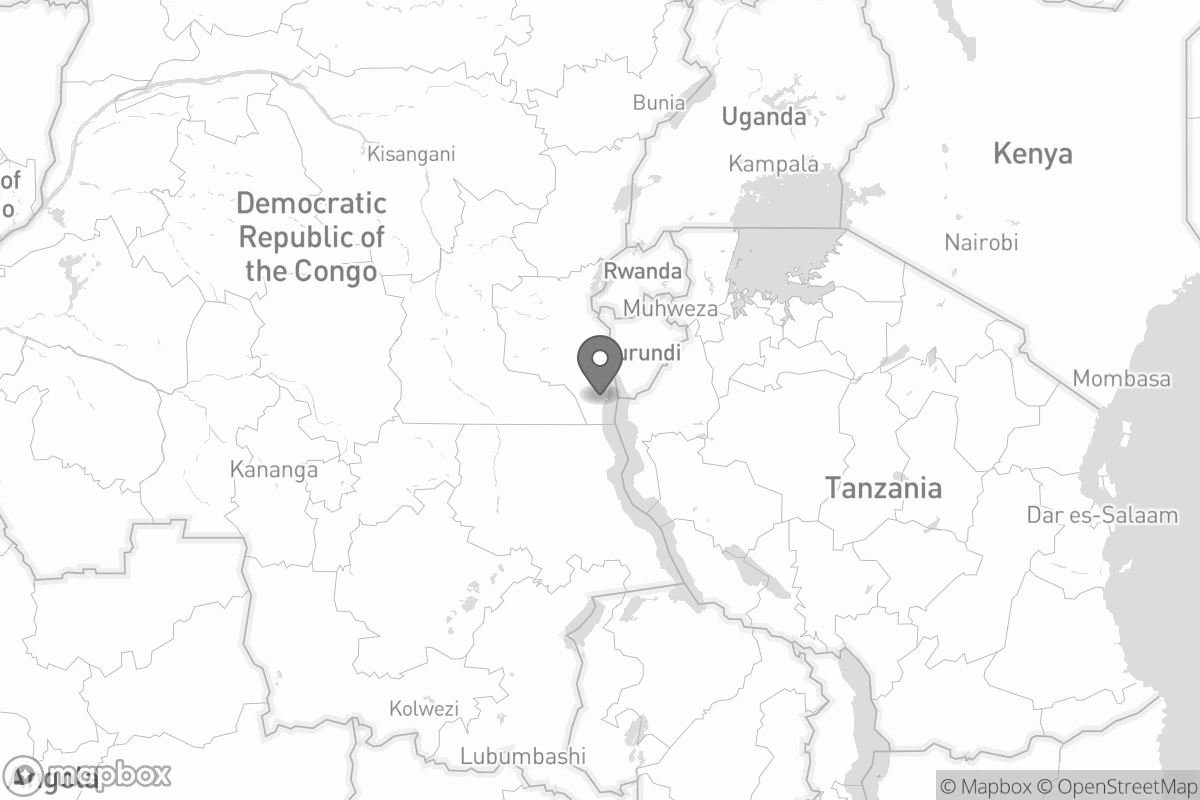 Bunia
Uganda
Kampala
Kenya
Kisangani
of
o
Democratic
Republic of
the Congo
Nairobi
Rwanda
Muhweza
urundi
Mombasa
Kananga
Tanzania
Dar es-Salaam
Kolwezi
Lubumbashi
Angola
mapbox
© Mapbox © OpenStreetMap